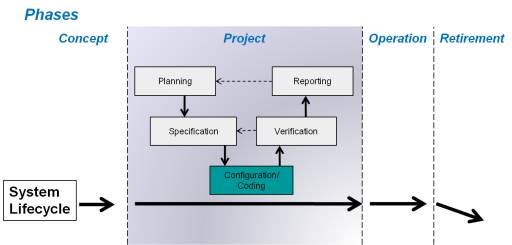 Phases
Concept
Project
Operation
Retirement
Planning
Reporting
Specification
Verification
Configuration/
Coding
System
Lifecycle